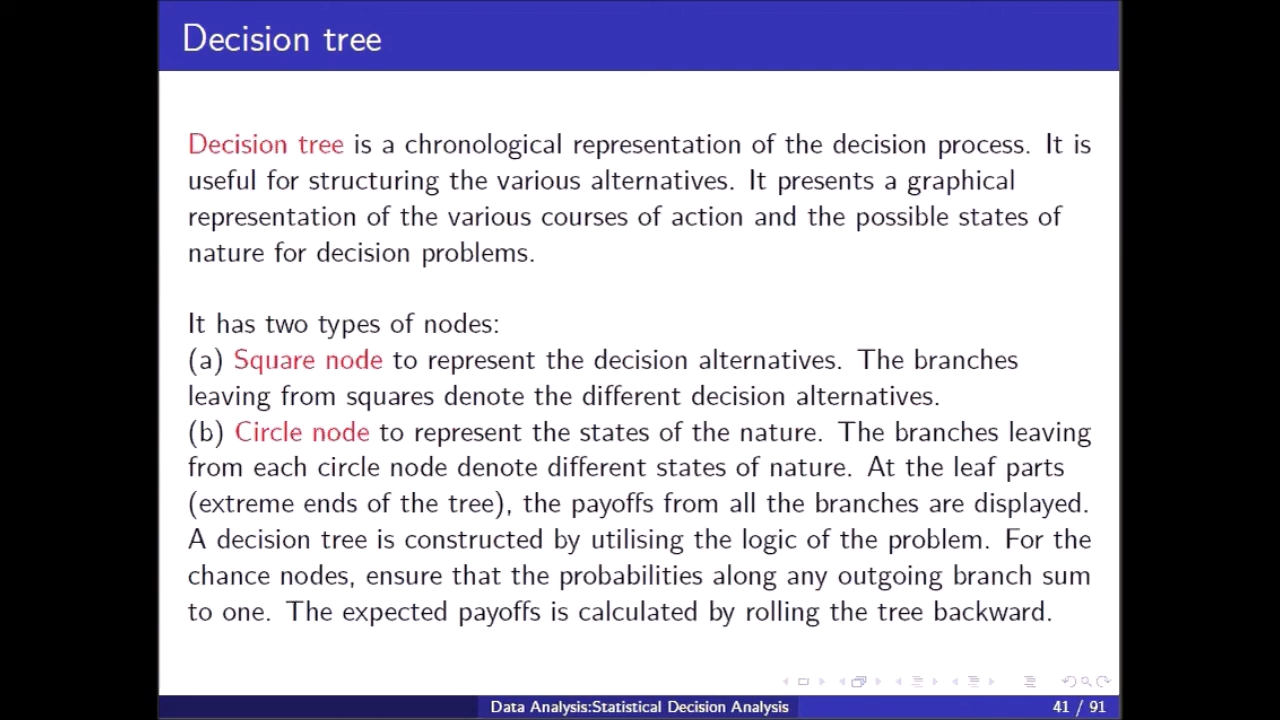 Decision tree
Decision tree is a chronological representation of the decision process. It is
useful for structuring the various alternatives. It presents a graphical
representation of the various courses of action and the possible states of
nature for decision problems.
It has two types of nodes:
(a) Square node to represent the decision alternatives. The branches
leaving from squares denote the different decision alternatives.
(b) Circle node to represent the states of the nature. The branches leaving
from each circle node denote different states of nature. At the leaf parts
(extreme ends of the tree), the payoffs from all the branches are displayed.
A decision tree is constructed by utilising the logic of the problem. For the
chance nodes, ensure that the probabilities along any outgoing branch sum
to one. The expected payoffs is calculated by rolling the tree backward.
Data Analysis:Statistical Decision Analysis
41 / 91